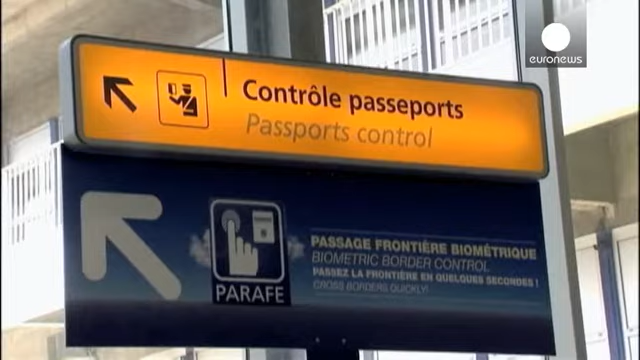 euronews
Contrôle passeports
Passports control
PARAFE
PASSAGE FRONTIÈRE BIOMÉTRIQUE
BIOMETRIC BORDER CONTROL
PASSEZ LA FRONTIÈRE EN QUELQUES SECONDES !
CROSS BORDERS QUICKLY!